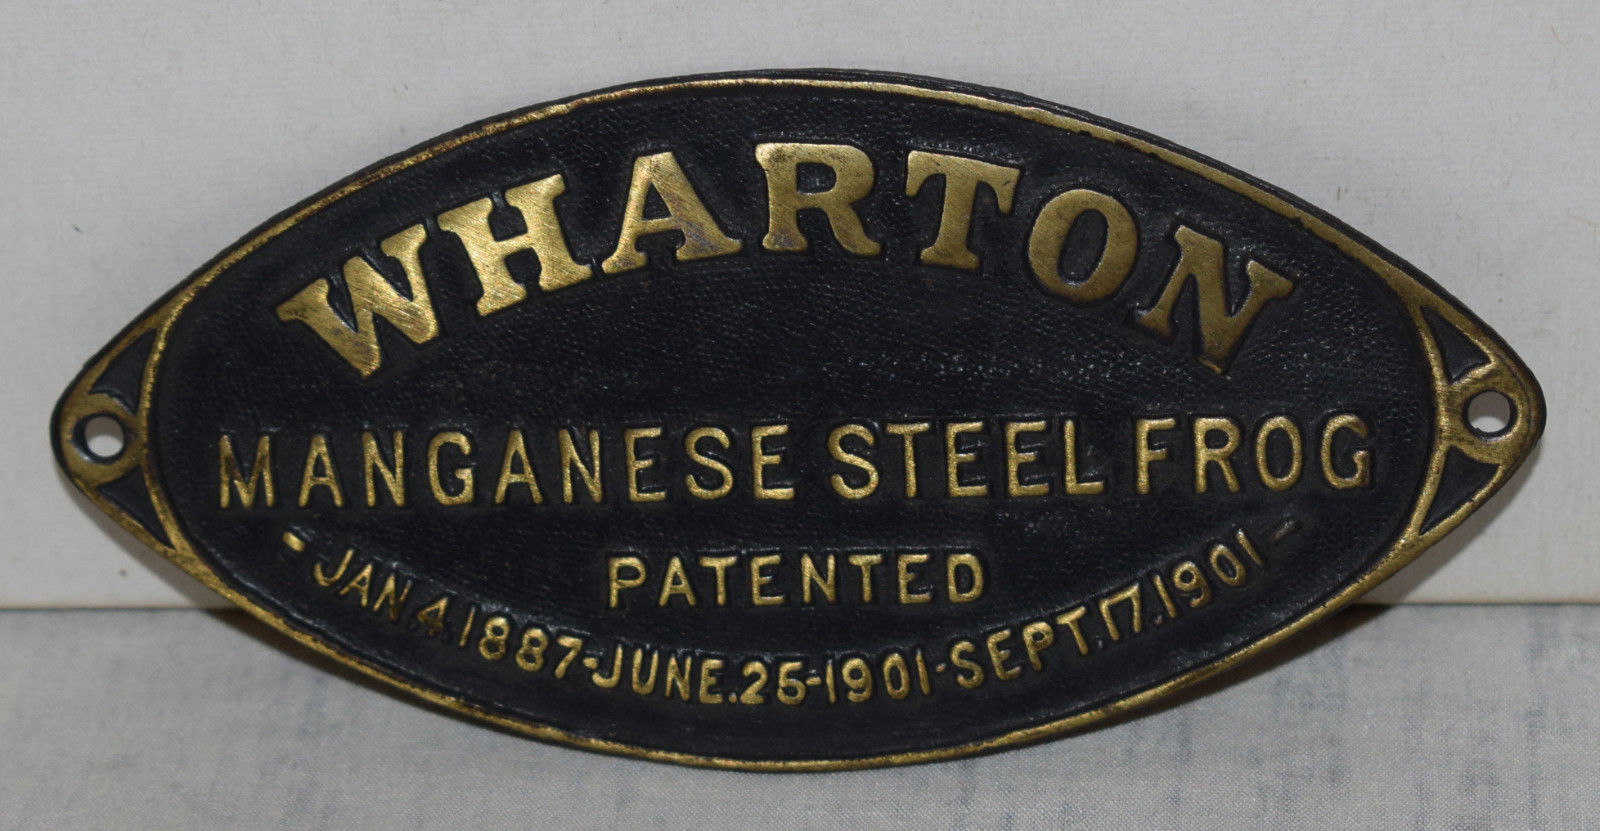 WHARTON
MANGANESE STEEL FROG
PATENTED
-JAN.4.1887-JUNE.25-1901-SEPT.17.1901-